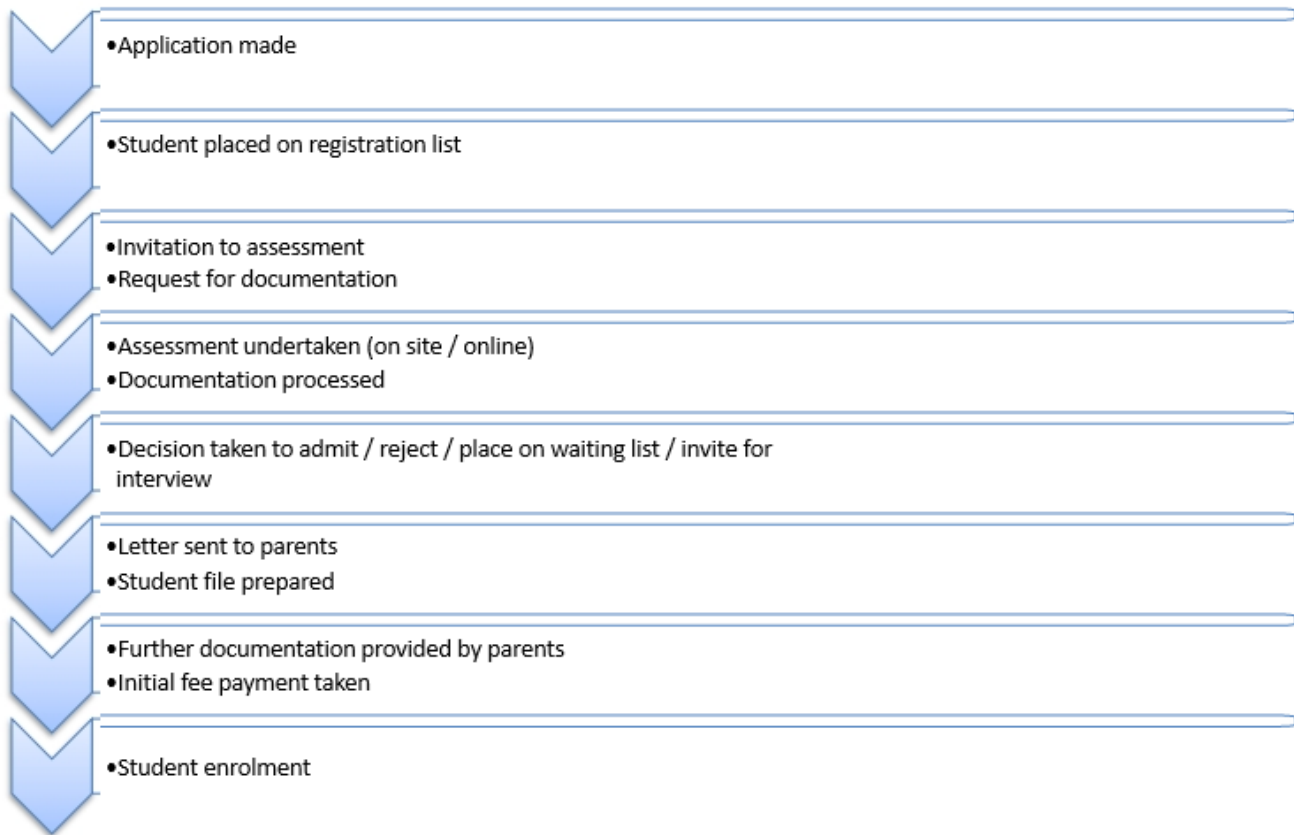 •Application made
•Student placed on registration list
•Invitation to assessment
•Request for documentation
•Assessment undertaken (on site / online)
•Documentation processed
•Decision taken to admit / reject / place on waiting list / invite for
interview
•Letter sent to parents
•Student file prepared
•Further documentation provided by parents
•Initial fee payment taken
•Student enrolment